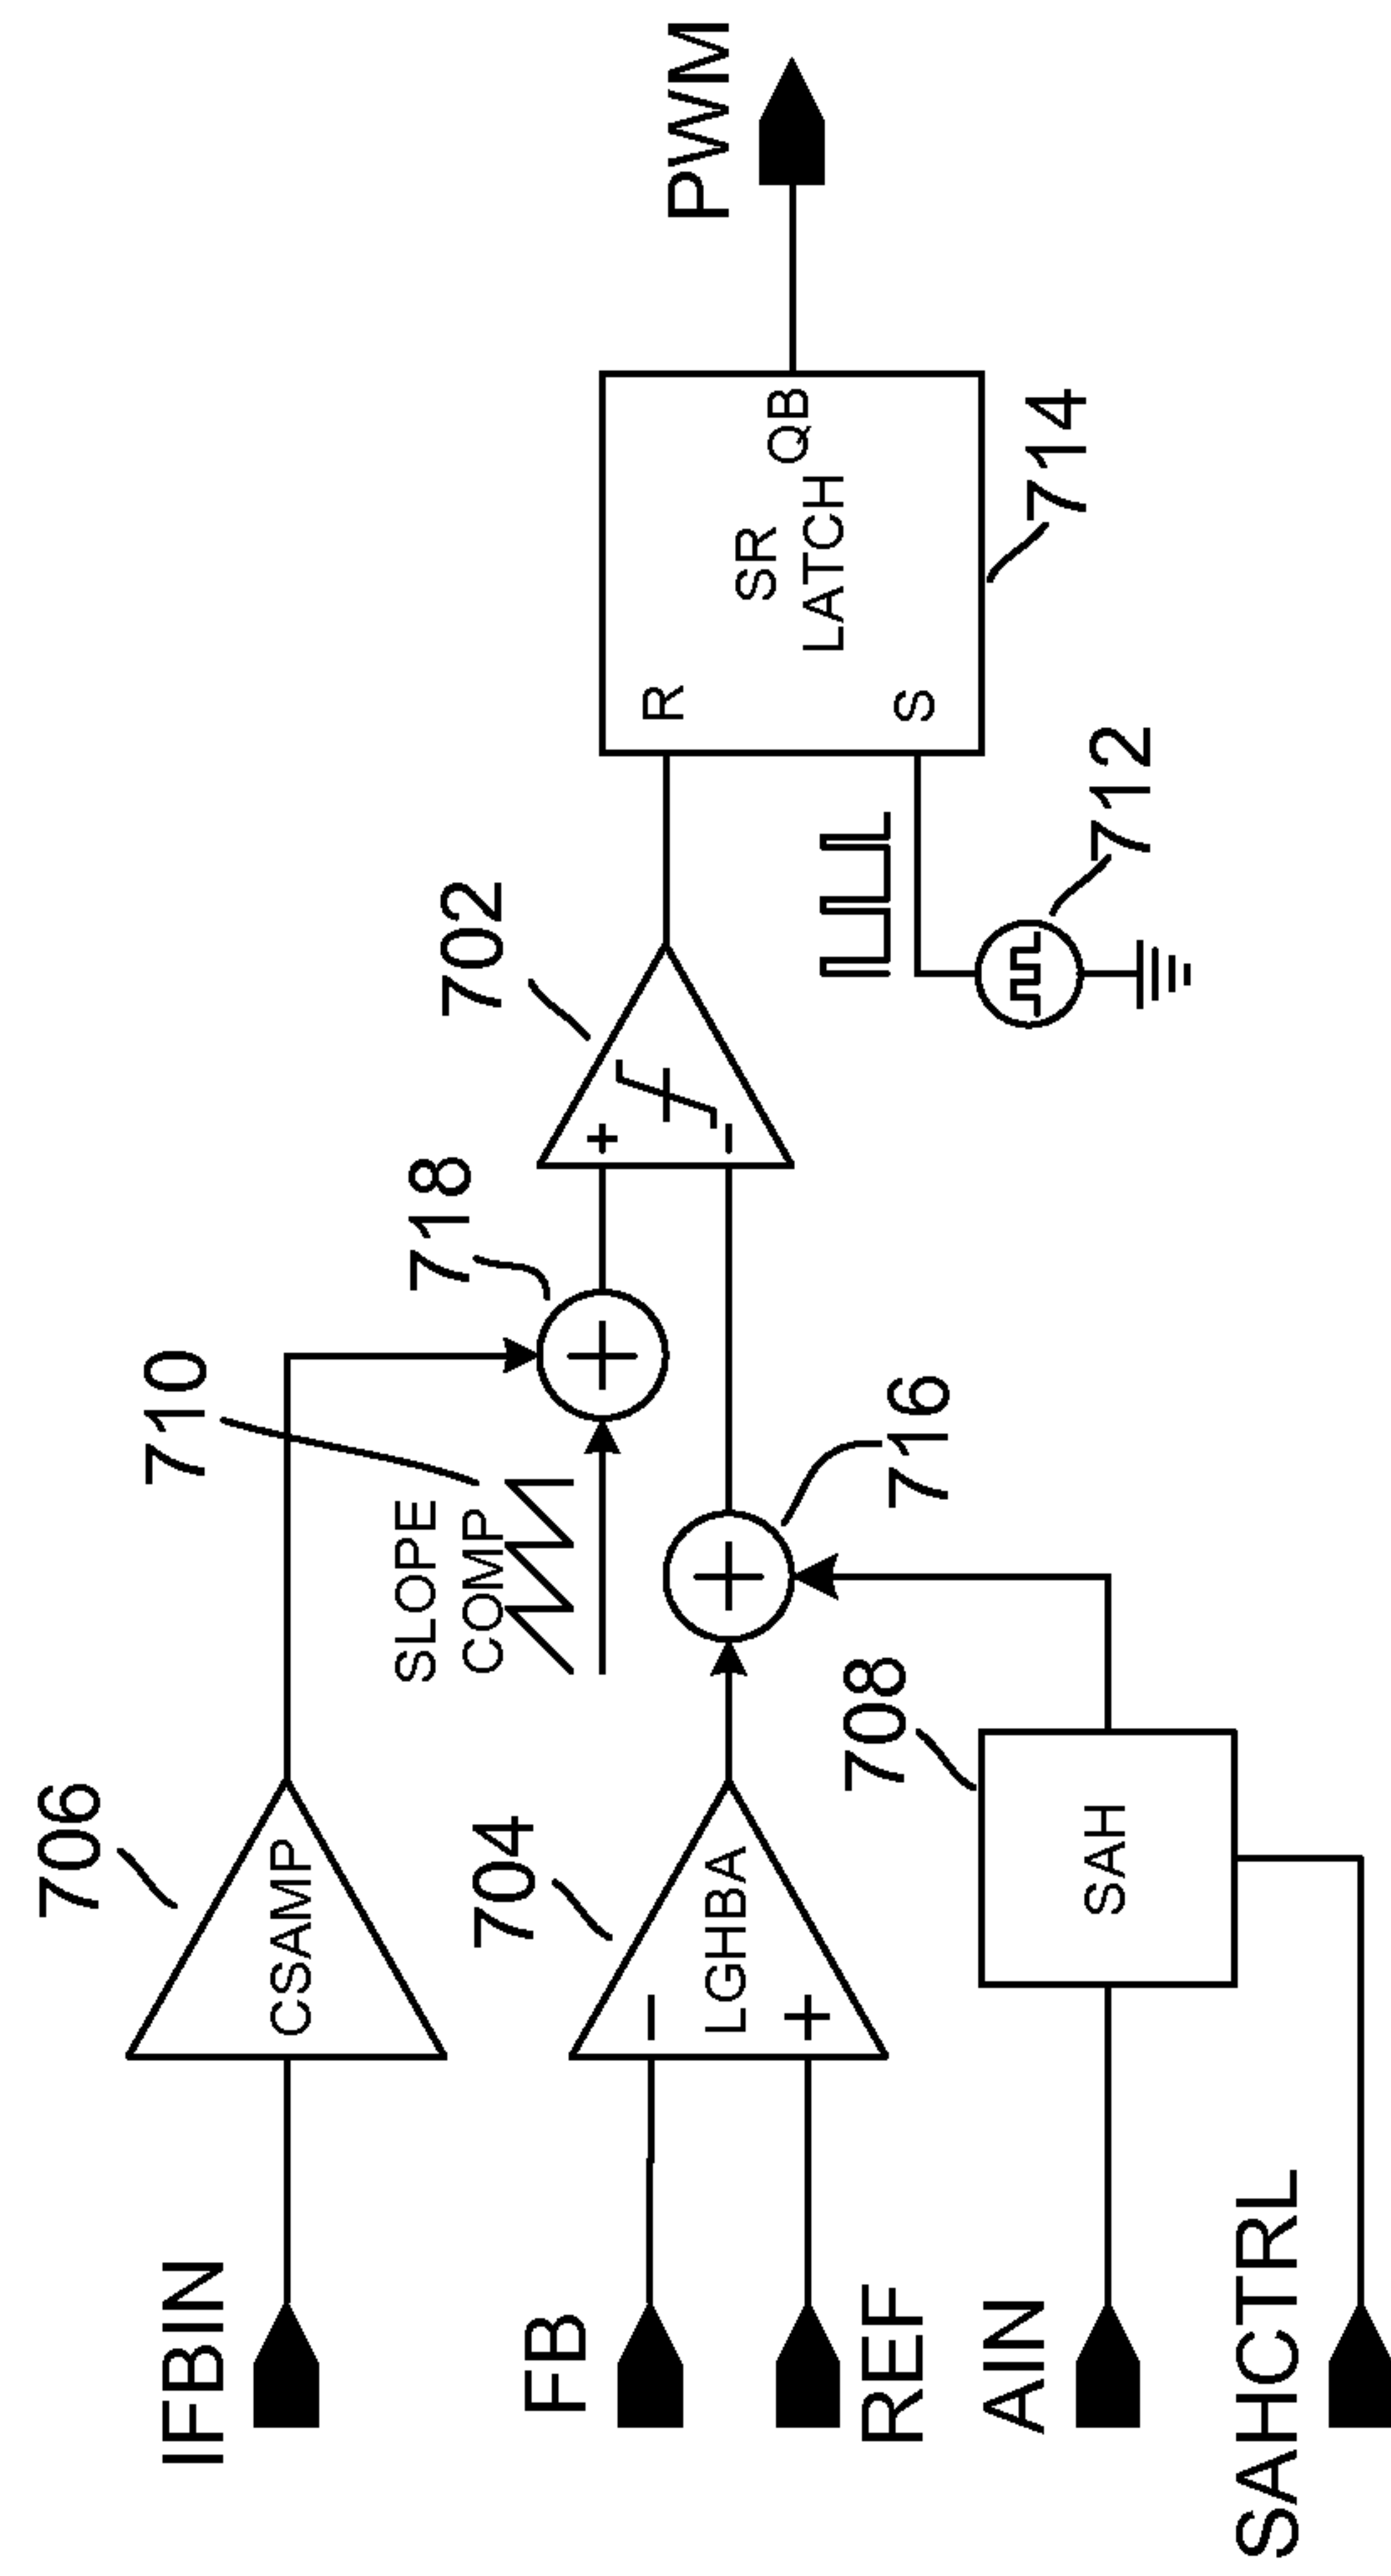 706
IFBIN
CSAMP
710
718
SLOPE
COMP
702
PWM
704
FB
LGHBA
REF
+
-
R
SR
LATCH
QB
S
714
716
712
708
AIN
SAH
SAHCTRL